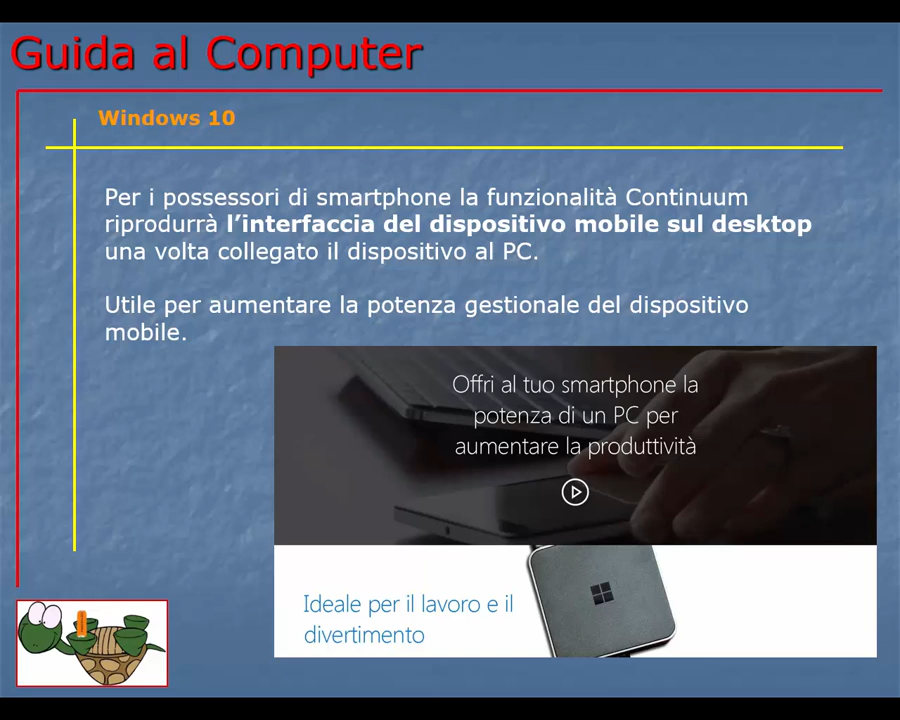 Guida al Computer
Windows 10
Per i possessori di smartphone la funzionalità Continuum
riprodurrà l’interfaccia del dispositivo mobile sul desktop
una volta collegato il dispositivo al PC.
Utile per aumentare la potenza gestionale del dispositivo
mobile.
Offri al tuo smartphone la
potenza di un PC per
aumentare la produttività
Ideale per il lavoro e il
divertimento